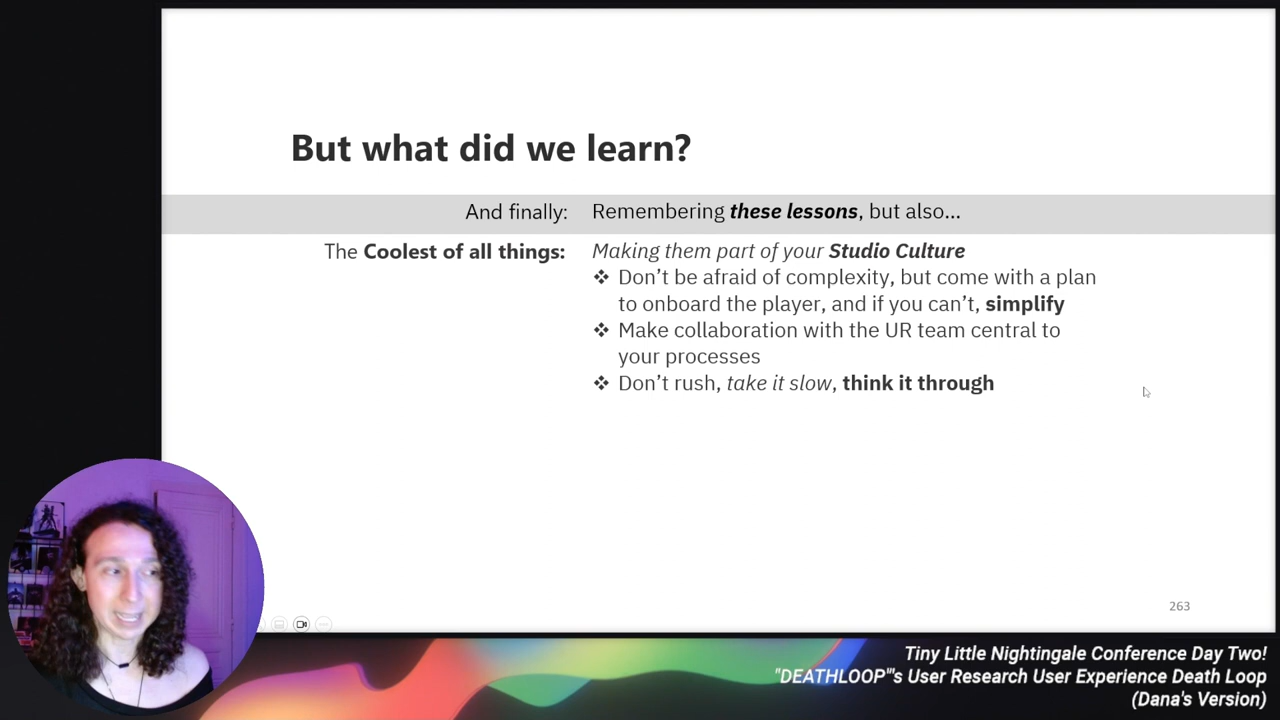 But what did we learn?
And finally: Remembering these lessons, but also...
The Coolest of all things: Making them part of your Studio Culture
❖ Don't be afraid of complexity, but come with a plan
to onboard the player, and if you can't, simplify
❖ Make collaboration with the UR team central to
your processes
❖ Don't rush, take it slow, think it through
263
Tiny Little Nightingale Conference Day Two!
"DEATHLOOP"'s User Research User Experience Death Loop
(Dana's Version)